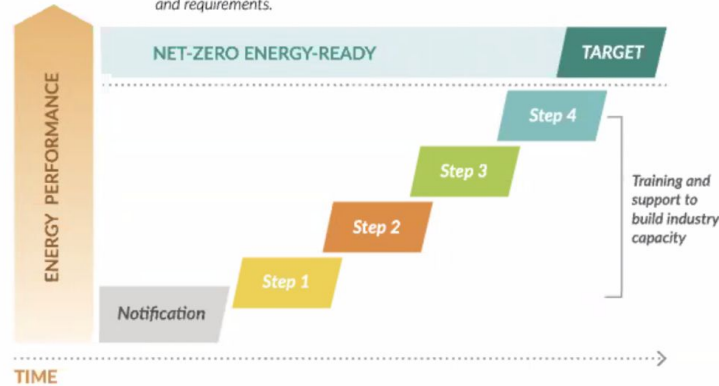 and requirements.
NET-ZERO ENERGY-READY
TARGET
ENERGY PERFORMANCE
Step 4
Step 3
Step 2
Step 1
Notification
Training and
support to
build industry
capacity
TIME